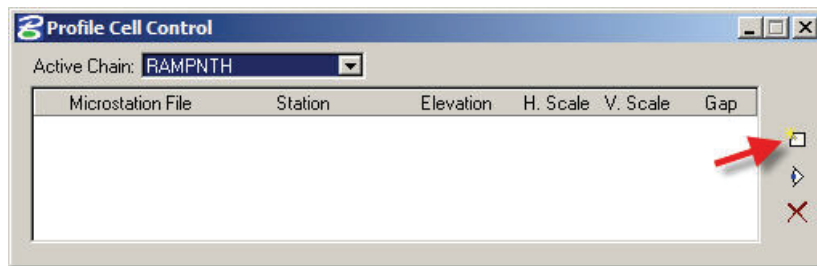 Profile Cell Control
Active Chain: RAMPNTH
Microstation File Station Elevation H. Scale V. Scale Gap